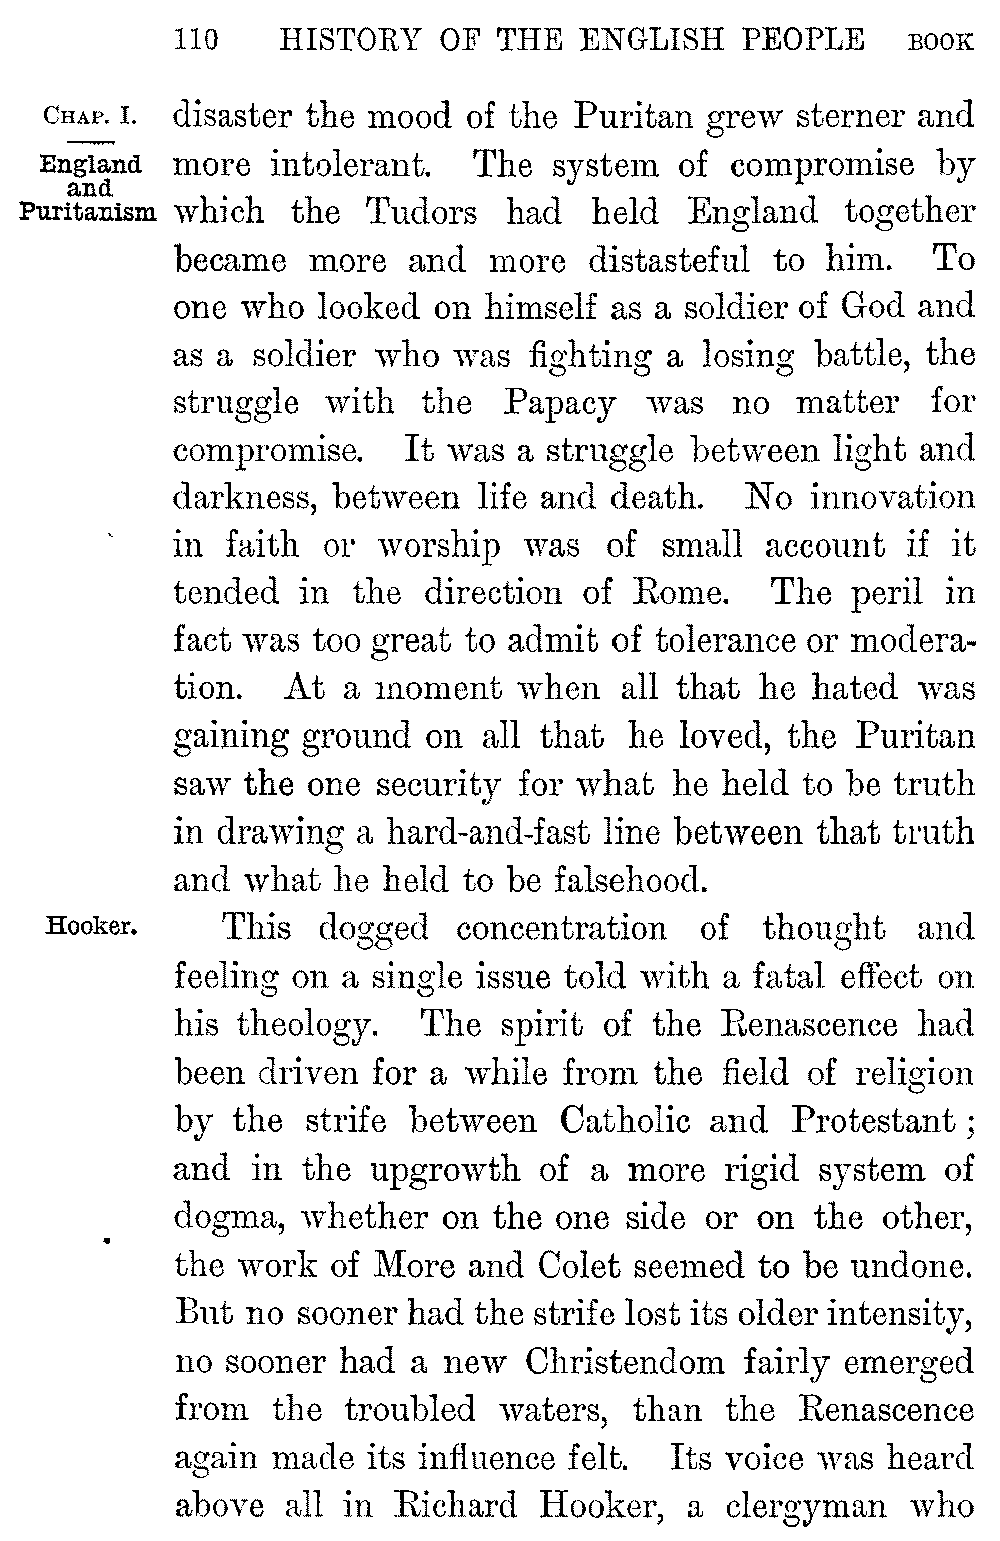 110 HISTORY OF THE ENGLISH PEOPLE BOOK
CHAP. I.
England
and
Puritanism
disaster the mood of the Puritan grew sterner and
more intolerant. The system of compromise by
which the Tudors had held England together
became more and more distasteful to him. To
one who looked on himself as a soldier of God and
as a soldier who was fighting a losing battle, the
struggle with the Papacy was no matter for
compromise. It was a struggle between light and
darkness, between life and death. No innovation
in faith or worship was of small account if it
tended in the direction of Rome. The peril in
fact was too great to admit of tolerance or modera-
tion. At a moment when all that he hated was
gaining ground on all that he loved, the Puritan
saw the one security for what he held to be truth
in drawing a hard-and-fast line between that truth
and what he held to be falsehood.
Hooker.
This dogged concentration of thought and
feeling on a single issue told with a fatal effect on
his theology. The spirit of the Renascence had
been driven for a while from the field of religion
by the strife between Catholic and Protestant ;
and in the upgrowth of a more rigid system of
dogma, whether on the one side or on the other,
the work of More and Colet seemed to be undone.
But no sooner had the strife lost its older intensity,
no sooner had a new Christendom fairly emerged
from the troubled waters, than the Renascence
again made its influence felt. Its voice was heard
above all in Richard Hooker, a clergyman who